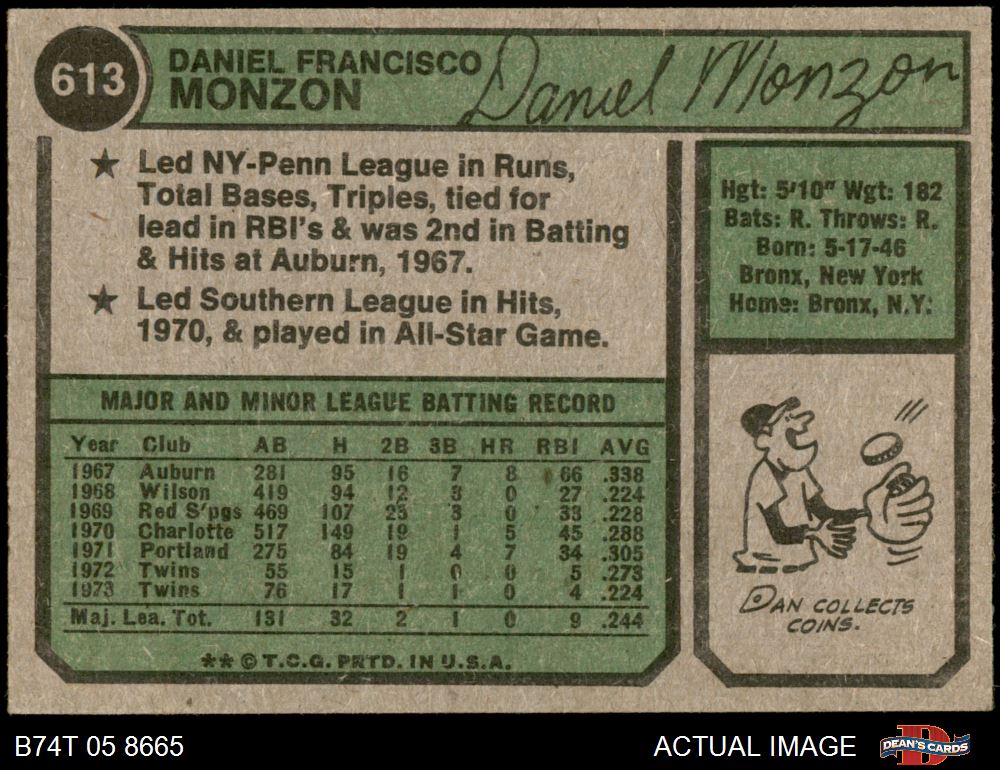 613
DANIEL FRANCISCO
MONZON
Daniel Monzon
★ Led NY-Penn League in Runs,
Total Bases, Triples, tied for
lead in RBI's & was 2nd in Batting
& Hits at Auburn, 1967.
★ Led Southern League in Hits,
1970, & played in All-Star Game.
Hgt: 5'10" Wgt: 182
Bats: R. Throws: R.
Born: 5-17-46
Bronx, New York
Home: Bronx, N.Y.
MAJOR AND MINOR LEAGUE BATTING RECORD
Year Club AB H 2B 3B HR RBI AVG
1967 Auburn 281 95 16 7 8 66 .338
1968 Wilson 419 94 12 3 0 27 .224
1969 Red S'pgs 469 107 23 3 0 33 .228
1970 Charlotte 517 149 19 1 5 45 .288
1971 Portland 275 84 19 4 7 34 .305
1972 Twins 55 15 1 0 0 5 .273
1973 Twins 76 17 1 1 0 4 .224
Maj. Lea. Tot. 131 32 2 1 0 9 .244
** © T.C.G. PRTD. IN U.S.A.
DAN COLLECTS
COINS.
B74T 05 8665
ACTUAL IMAGE
D
DEAN'S CARDS